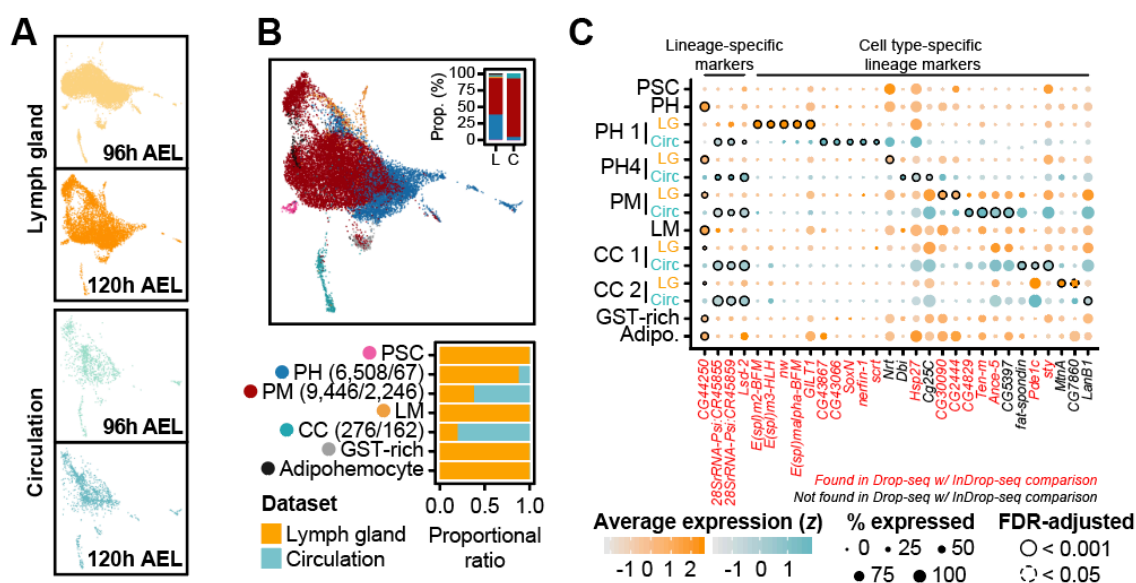 A
Lymph gland
96h AEL
120h AEL
Circulation
96h AEL
120h AEL
B
Prop. (%)
100
75
50
25
0
L C
PSC
PH (6,508/67)
PM (9,446/2,246)
LM
CC (276/162)
GST-rich
Adipohemocyte
0.0 0.5 1.0
Proportional
ratio
Dataset
Lymph gland
Circulation
C
Lineage-specific
markers
Cell type-specific
lineage markers
PSC
PH
PH 1
LG
Circ
PH4
LG
Circ
PM
LG
Circ
LM
CC 1
LG
Circ
CC 2
LG
Circ
GST-rich
Adipo.
CG44250
28SrRNA-Psi:CR45855
28SrRNA-Psi:CR45859
Lsd-2
E(spl)m2-BFM
E(spl)m3-HLH
nw
E(spl)malpha-BFM
GILT1
CG43867
CG43066
SoxN
nerfin-1
scrt
Nrt
Dbi
Hsp27
Cg25C
CG30090
CG2444
CG4829
Ten-m
Ance-5
CG5397
fat-spondin
Pde1c
sty
MtnA
CG7860
LanB1
Found in Drop-seq w/ InDrop-seq comparison
Not found in Drop-seq w/ InDrop-seq comparison
Average expression (z)
-1 0 1 2
-1 0 1
% expressed
0 25 50
75 100
FDR-adjusted
< 0.001
< 0.05